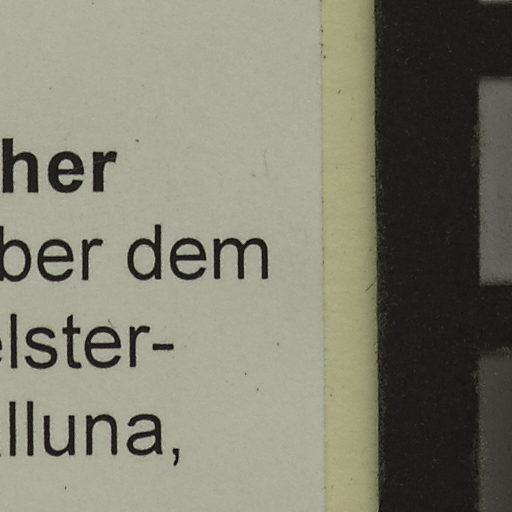 her
ber dem
elster-
lluna,